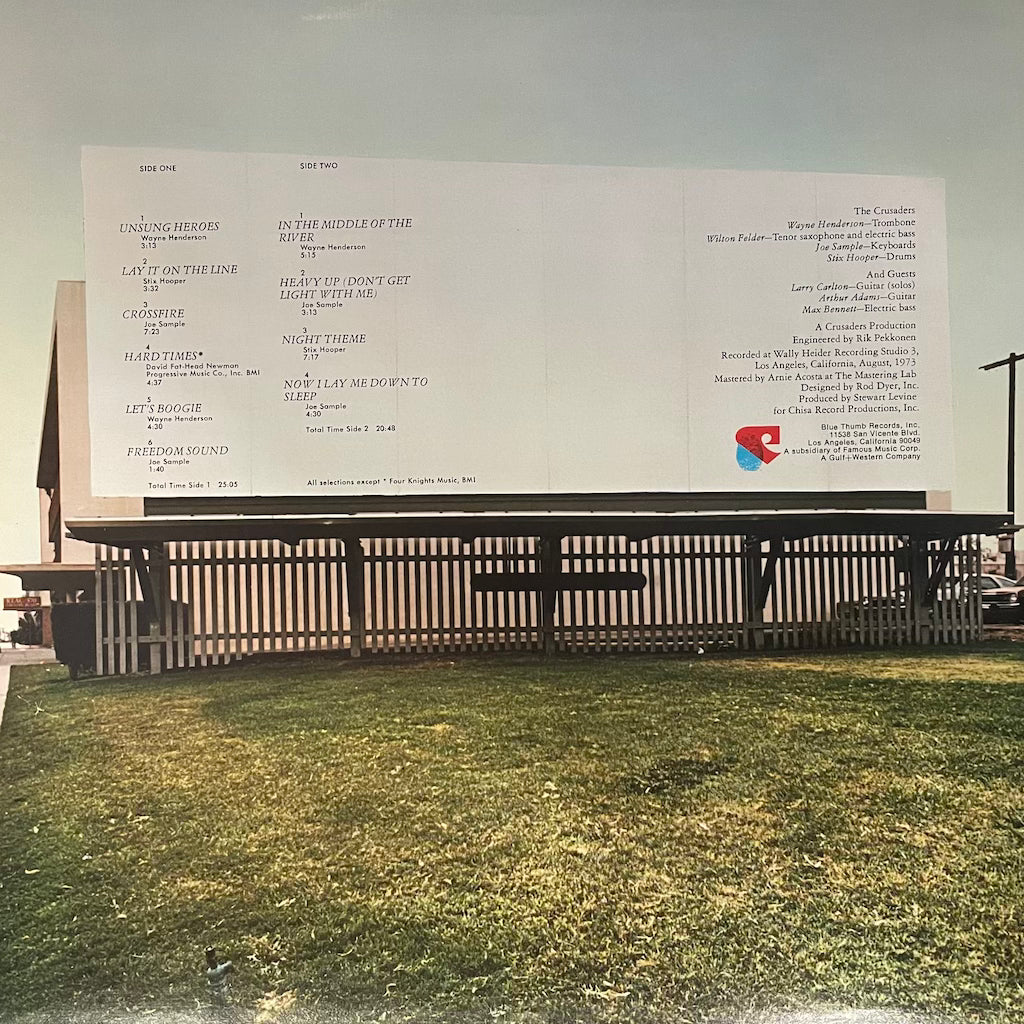 SIDE ONE
1
UNSUNG HEROES
Wayne Henderson
3:13
2
LAY IT ON THE LINE
Stix Hooper
3:32
3
CROSSFIRE
Joe Sample
7:23
4
HARD TIMES*
David Fat-Head Newman
Progressive Music Co., Inc. BMI
4:37
5
LET'S BOOGIE
Wayne Henderson
4:30
6
FREEDOM SOUND
Joe Sample
1:40
Total Time Side 1 25:05
SIDE TWO
1
IN THE MIDDLE OF THE
RIVER
Wayne Henderson
5:15
2
HEAVY UP (DON'T GET
LIGHT WITH ME)
Joe Sample
3:13
3
NIGHT THEME
Stix Hooper
7:17
4
NOW I LAY ME DOWN TO
SLEEP
Joe Sample
4:30
Total Time Side 2 20:48
All selections except * Four Knights Music, BMI
The Crusaders
Wayne Henderson—Trombone
Wilton Felder—Tenor saxophone and electric bass
Joe Sample—Keyboards
Stix Hooper—Drums
And Guests
Larry Carlton—Guitar (solos)
Arthur Adams—Guitar
Max Bennett—Electric bass
A Crusaders Production
Engineered by Rik Pekkonen
Recorded at Wally Heider Recording Studio 3,
Los Angeles, California, August, 1973
Mastered by Arnie Acosta at The Mastering Lab
Designed by Rod Dyer, Inc.
Produced by Stewart Levine
for Chisa Record Productions, Inc.
Blue Thumb Records, Inc.
11538 San Vicente Blvd.
Los Angeles, California 90049
A subsidiary of Famous Music Corp.
A Gulf+Western Company